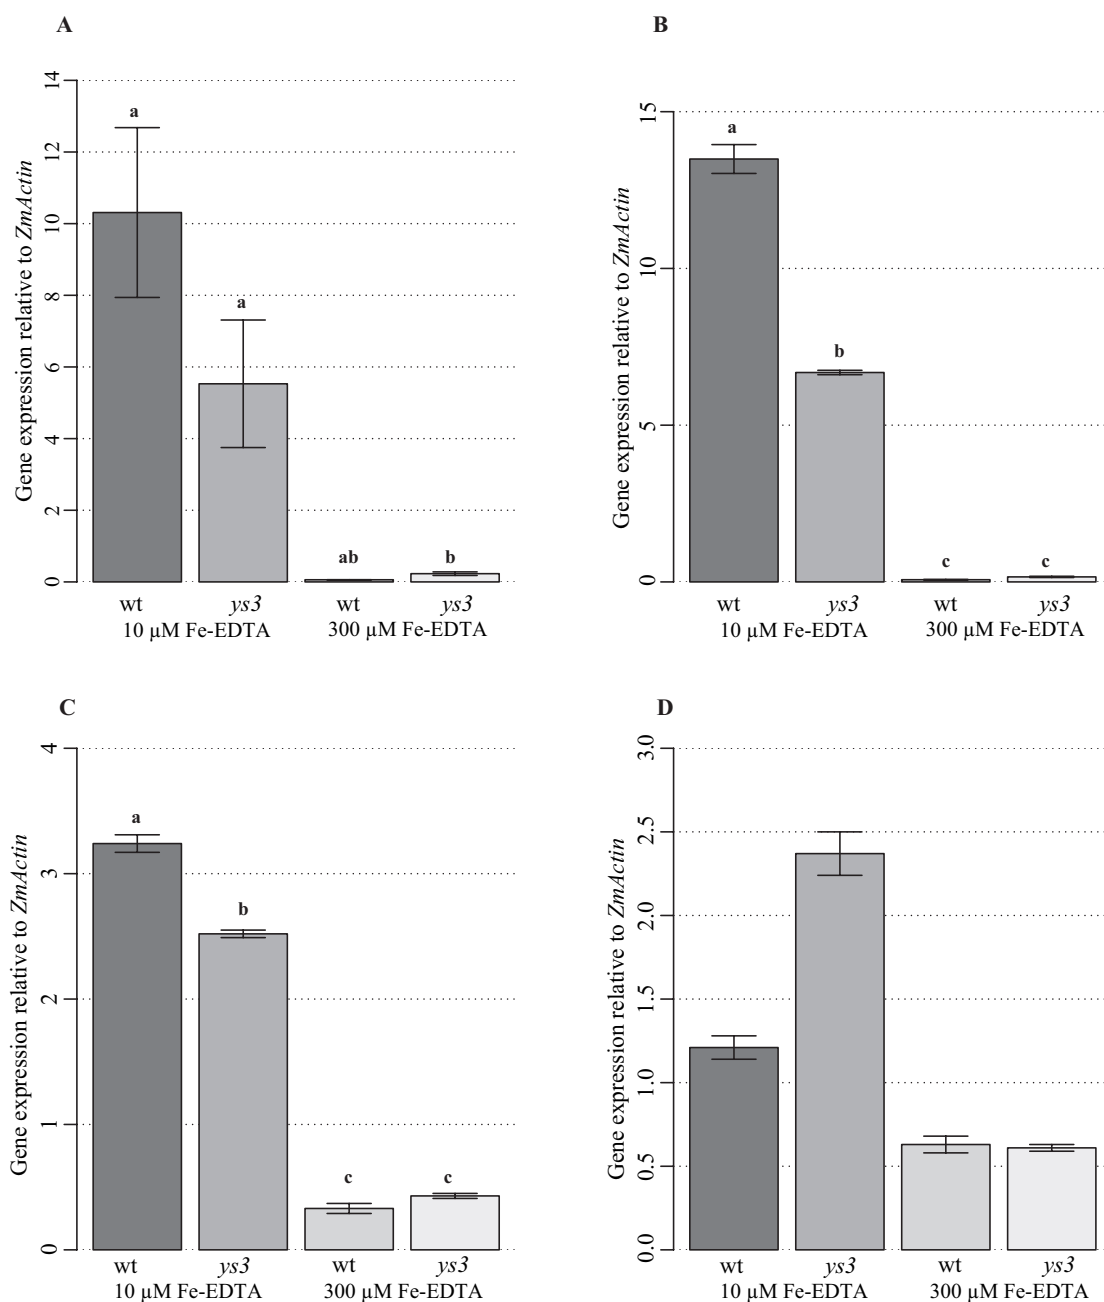 A
Gene expression relative to ZmActin
14
12
10
8
6
4
2
0
a
a
ab
b
wt
ys3
wt
ys3
10 µM Fe-EDTA
300 µM Fe-EDTA
B
Gene expression relative to ZmActin
15
10
5
0
a
b
c
c
wt
ys3
wt
ys3
10 µM Fe-EDTA
300 µM Fe-EDTA
C
Gene expression relative to ZmActin
4
3
2
1
0
a
b
c
c
wt
ys3
wt
ys3
10 µM Fe-EDTA
300 µM Fe-EDTA
D
Gene expression relative to ZmActin
3.0
2.5
2.0
1.5
1.0
0.5
0.0
wt
ys3
wt
ys3
10 µM Fe-EDTA
300 µM Fe-EDTA